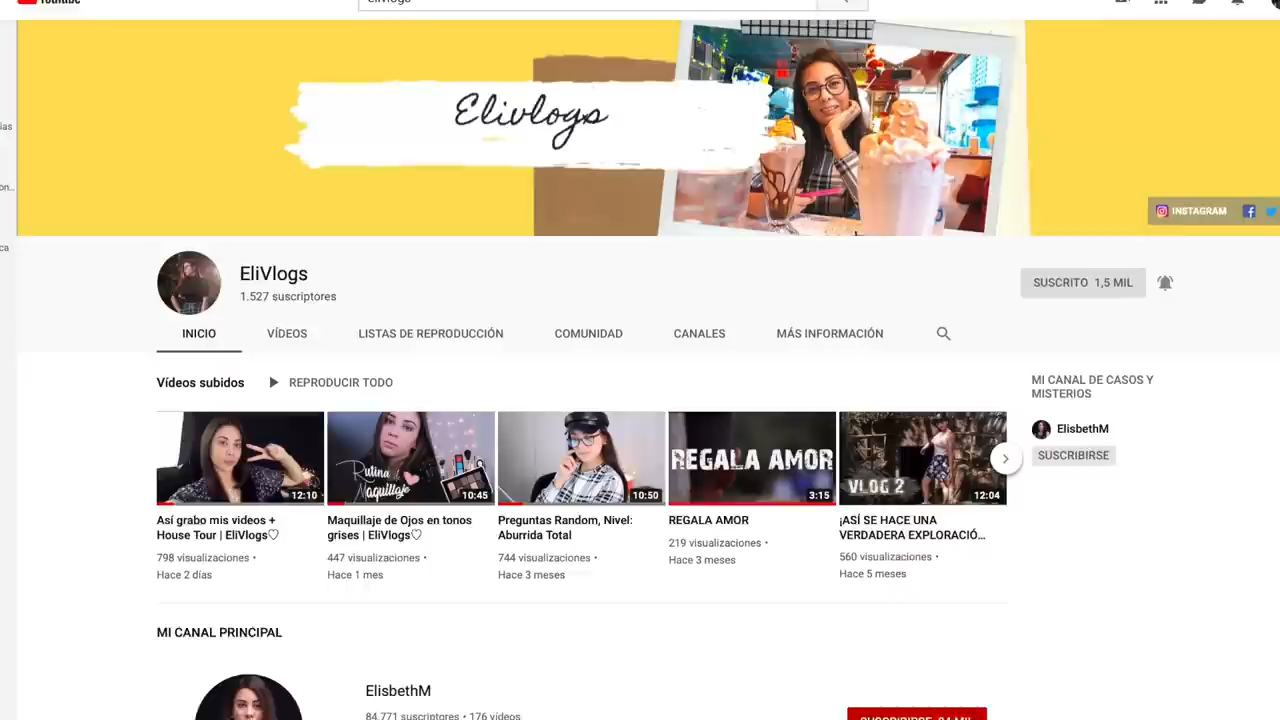 YouTube
elivlogs
Elivlogs
INSTAGRAM
EliVlogs
1.527 suscriptores
SUSCRITO 1,5 MIL
INICIO
VÍDEOS
LISTAS DE REPRODUCCIÓN
COMUNIDAD
CANALES
MÁS INFORMACIÓN
Vídeos subidos
REPRODUCIR TODO
12:10
Así grabo mis videos +
House Tour | EliVlogs♡
798 visualizaciones •
Hace 2 días
Rutina
Maquillaje
10:45
Maquillaje de Ojos en tonos
grises | EliVlogs♡
447 visualizaciones •
Hace 1 mes
10:50
Preguntas Random, Nivel:
Aburrida Total
744 visualizaciones •
Hace 3 meses
REGALA AMOR
3:15
REGALA AMOR
219 visualizaciones •
Hace 3 meses
VLOG 2
12:04
¡ASÍ SE HACE UNA
VERDADERA EXPLORACIÓ…
560 visualizaciones •
Hace 5 meses
MI CANAL DE CASOS Y
MISTERIOS
ElisbethM
SUSCRIBIRSE
MI CANAL PRINCIPAL
ElisbethM
84.771 suscriptores • 176 vídeos
SUSCRIBIRSE 84 MIL